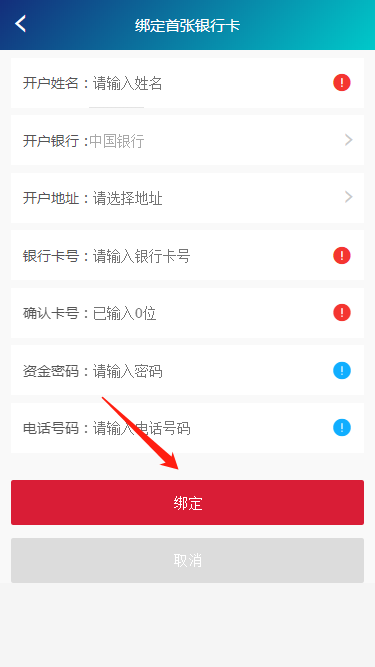 绑定首张银行卡
开户姓名：请输入姓名
开户银行：中国银行
开户地址：请选择地址
银行卡号：请输入银行卡号
确认卡号：已输入0位
资金密码：请输入密码
电话号码：请输入电话号码
绑定
取消